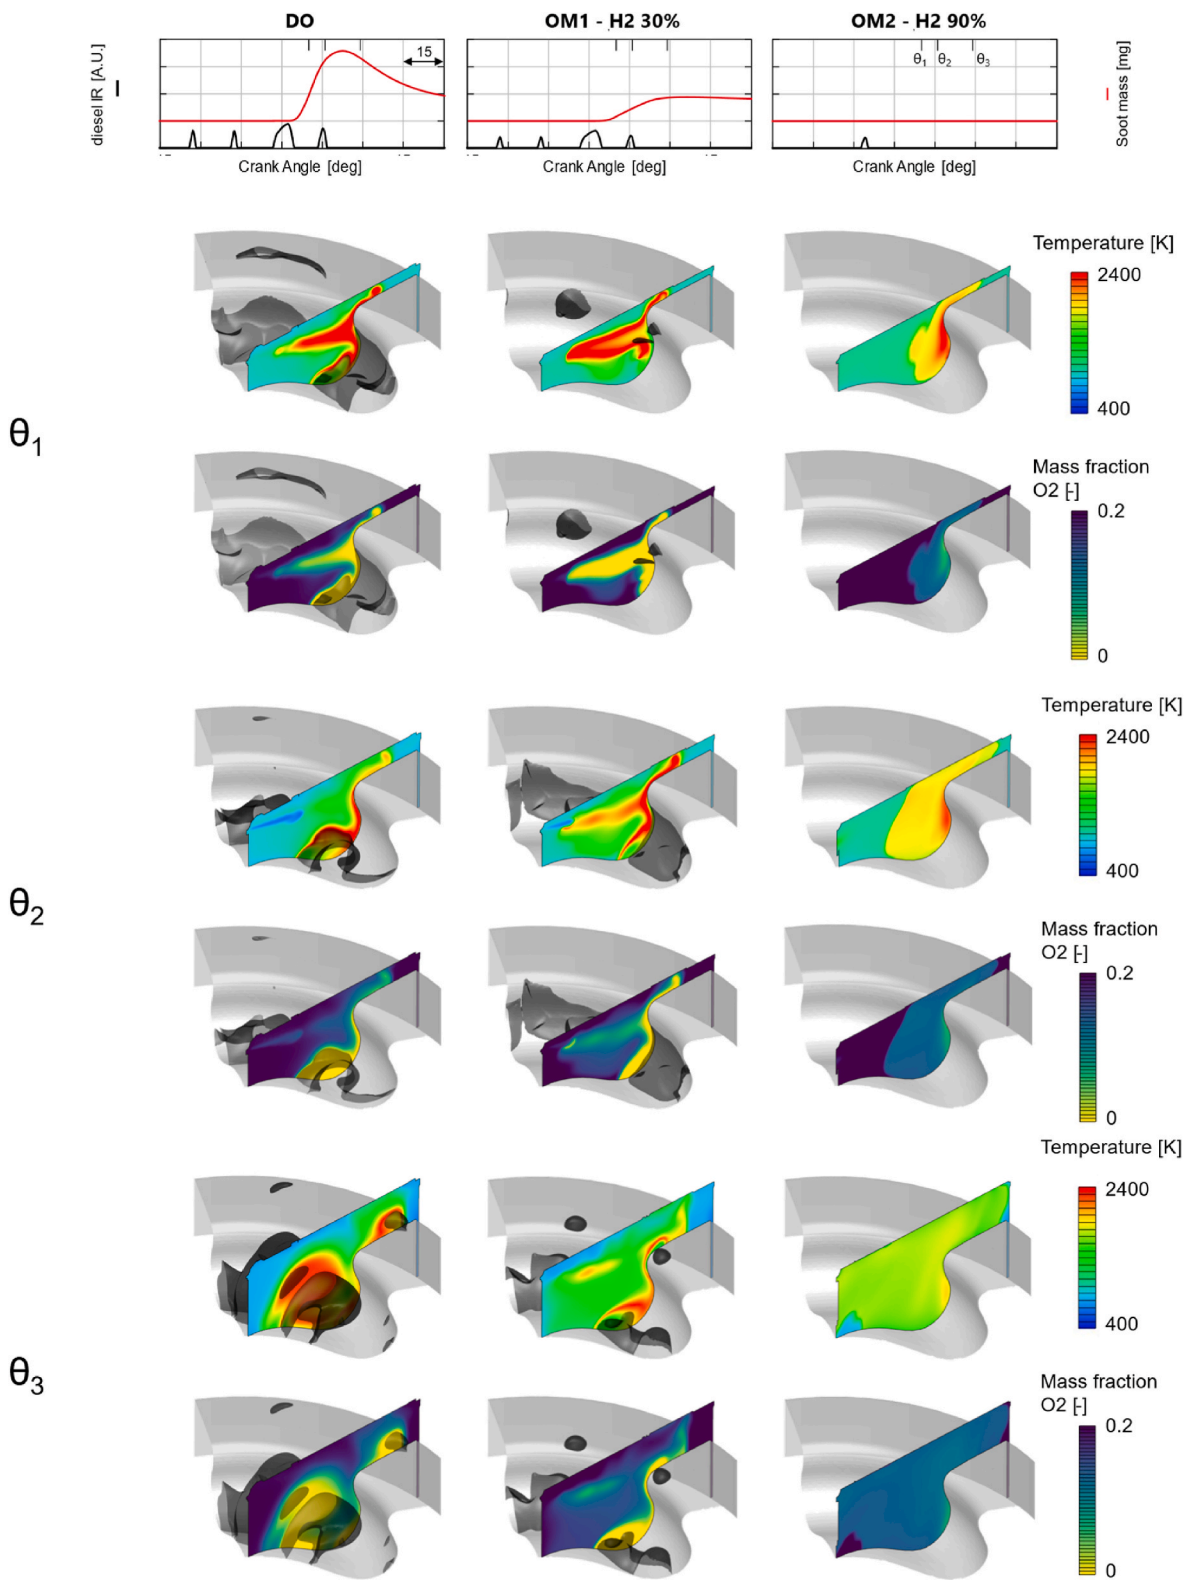 DO
OM1 - H2 30%
OM2 - H2 90%
diesel IR [A.U.]
15
θ1
θ2
θ3
Soot mass [mg]
Crank Angle [deg]
Crank Angle [deg]
Crank Angle [deg]
Temperature [K]
2400
400
θ1
Mass fraction
O2 [-]
0.2
0
Temperature [K]
2400
400
θ2
Mass fraction
O2 [-]
0.2
0
Temperature [K]
2400
400
θ3
Mass fraction
O2 [-]
0.2
0